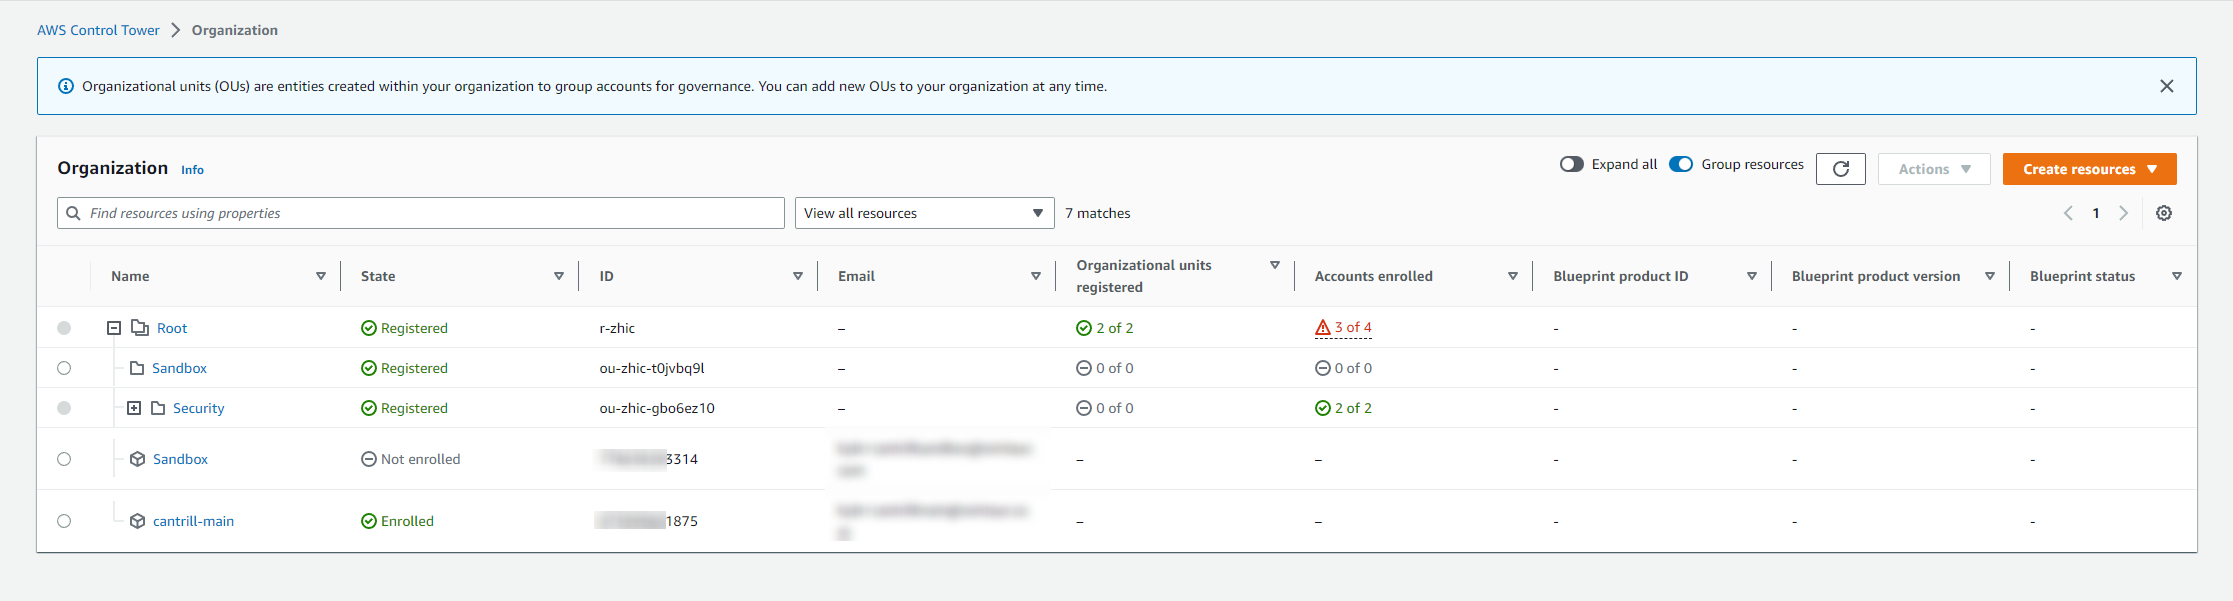 AWS Control Tower > Organization
Organizational units (OUs) are entities created within your organization to group accounts for governance. You can add new OUs to your organization at any time.
Organization Info
Expand all Group resources Actions Create resources
Find resources using properties View all resources 7 matches 1
Name State ID Email Organizational units registered Accounts enrolled Blueprint product ID Blueprint product version Blueprint status
Root Registered r-zhic – 2 of 2 3 of 4 - - -
Sandbox Registered ou-zhic-t0jvbq9l – 0 of 0 0 of 0 - - -
Security Registered ou-zhic-gbo6ez10 – 0 of 0 2 of 2 - - -
Sandbox Not enrolled 3314 – – - - -
cantrill-main Enrolled 1875 – – - - -